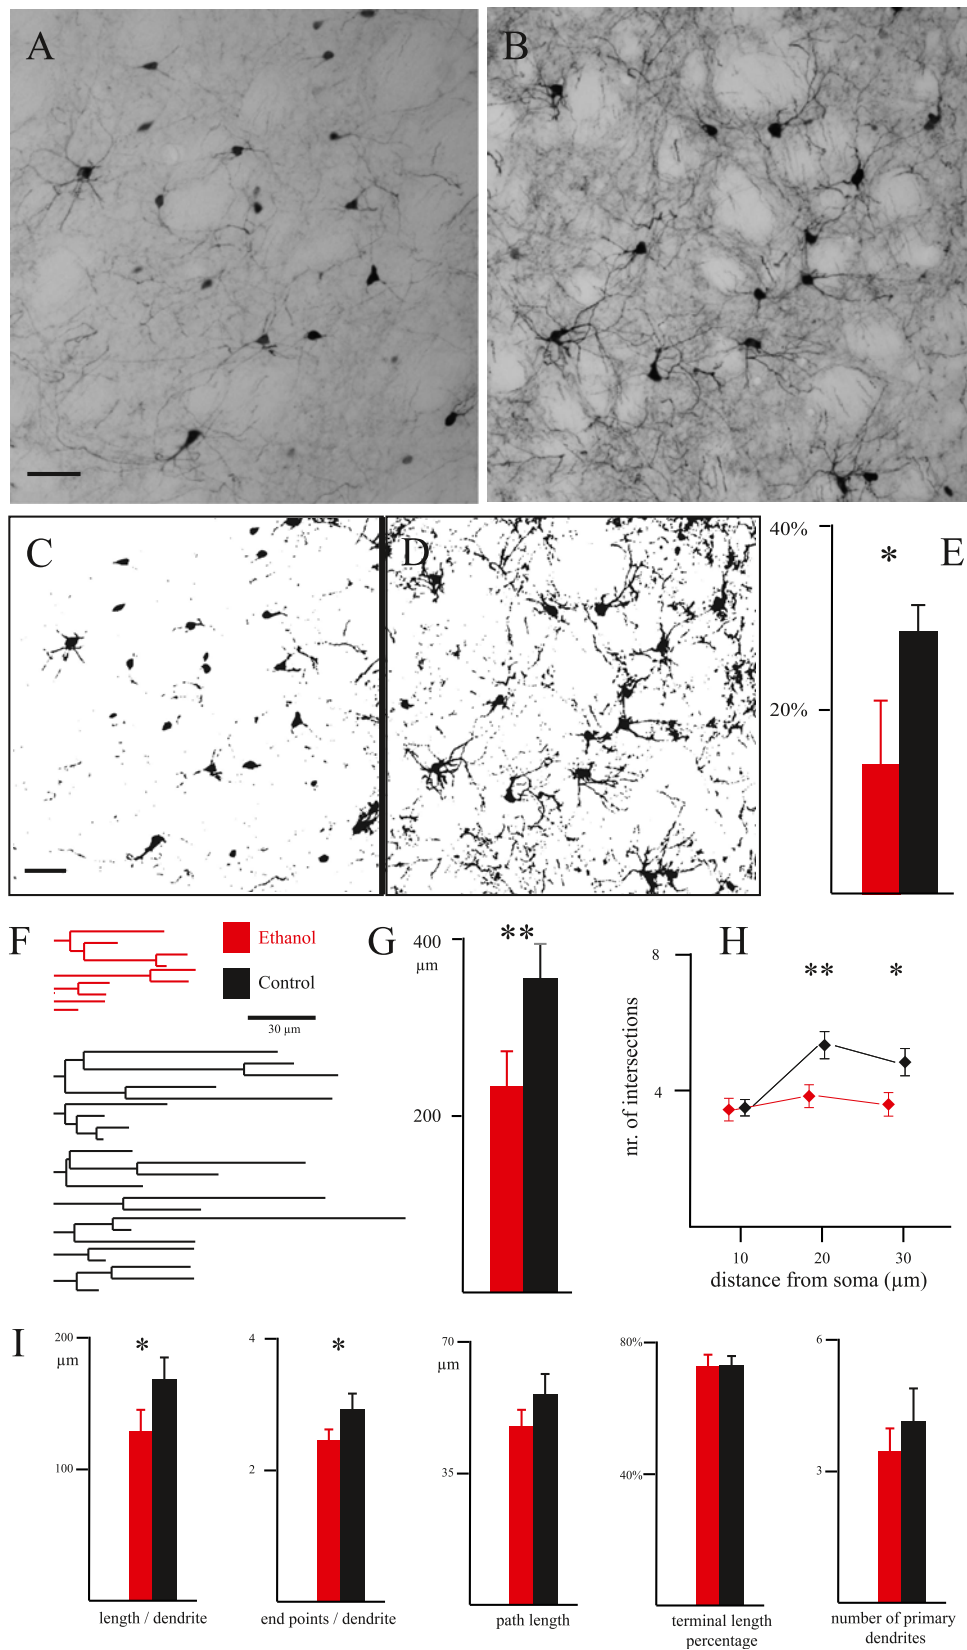 A
B
C
D
40%
*
E
20%
F
Ethanol
Control
30 µm
G
400
µm
**
200
H
8
**
*
nr. of intersections
4
10
20
30
distance from soma (µm)
I
200
µm
*
100
length / dendrite
4
*
2
end points / dendrite
70
µm
35
path length
80%
40%
terminal length
percentage
6
3
number of primary
dendrites